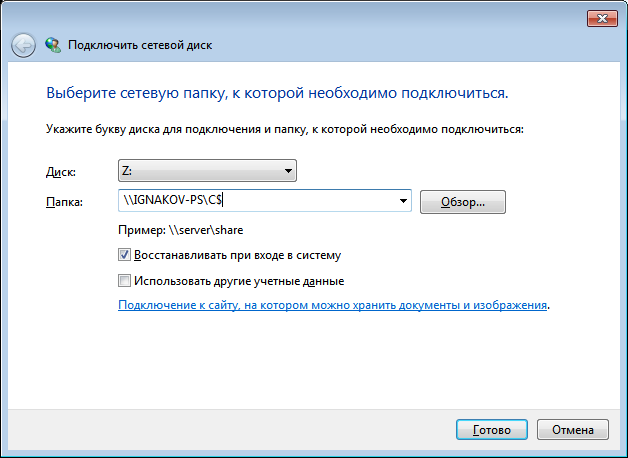 Подключить сетевой диск
Выберите сетевую папку, к которой необходимо подключиться.
Укажите букву диска для подключения и папку, к которой необходимо подключиться:
Диск: Z:
Папка: \\IGNAKOV-PS\C$ Обзор...
Пример: \\server\share
Восстанавливать при входе в систему
Использовать другие учетные данные
Подключение к сайту, на котором можно хранить документы и изображения.
Готово Отмена